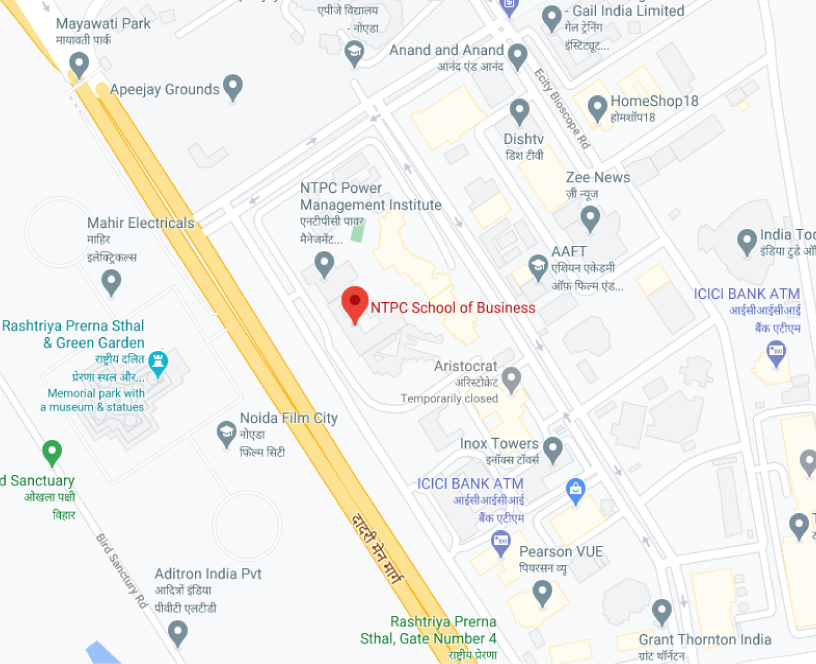 एपीजे विद्यालय
- नोएडा
- Gail India Limited
गेल ट्रेनिंग
इंस्टिट्यूट...
Mayawati Park
मायावती पार्क
Anand and Anand
आनंद एंड आनंद
Apeejay Grounds
Ecity Bioscope Rd
HomeShop18
होमशॉप18
Dishtv
डिश टीवी
Zee News
ज़ी न्यूज़
NTPC Power
Management Institute
एनटीपीसी पावर
मैनेजमेंट...
Mahir Electricals
माहिर
इलेक्ट्रिकल्स
India Too
इंडिया टुडे
AAFT
एशियन एकेडमी
ऑफ़ फिल्म एंड...
ICICI BANK ATM
आईसीआईसीआई
बैंक एटीएम
NTPC School of Business
Rashtriya Prerna Sthal
& Green Garden
राष्ट्रीय दलित
प्रेरणा स्थल और...
Memorial park with
a museum & statues
Aristocrat
अरिस्टोक्रेट
Temporarily closed
Noida Film City
नोएडा
फिल्म सिटी
Inox Towers
इनॉक्स टॉवर्स
d Sanctuary
ओखला पक्षी
विहार
ICICI BANK ATM
आईसीआईसीआई
बैंक एटीएम
दादरी मेन मार्ग
Bird Sanctury Rd
Pearson VUE
पियरसन व्यू
Aditron India Pvt
आदित्रों इंडिया
पीवीटी एलटीडी
Rashtriya Prerna
Sthal, Gate Number 4
राष्ट्रीय प्रेरणा
Grant Thornton India
ग्रांट थॉर्नटन